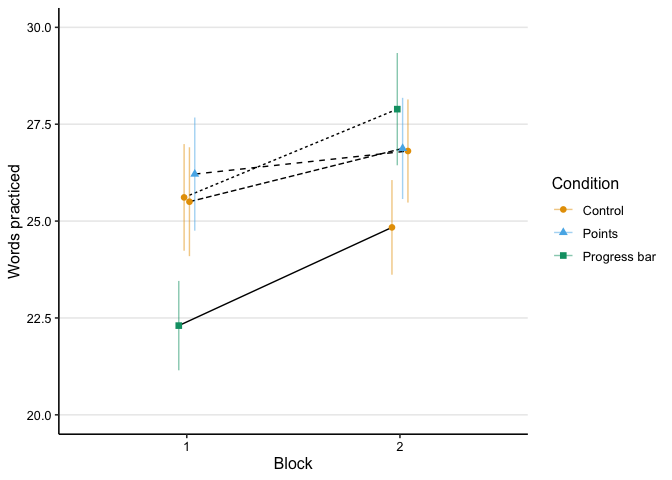 30.0
27.5
25.0
22.5
20.0
Words practiced
1
2
Block
Condition
Control
Points
Progress bar